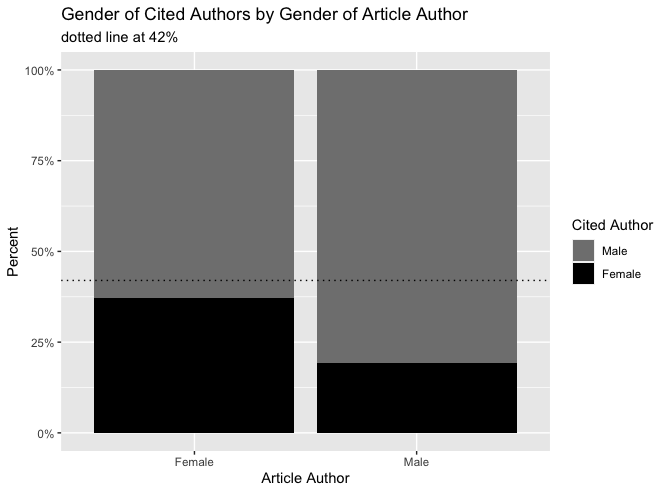 Gender of Cited Authors by Gender of Article Author
dotted line at 42%
100%
75%
50%
25%
0%
Percent
Female
Male
Article Author
Cited Author
Male
Female